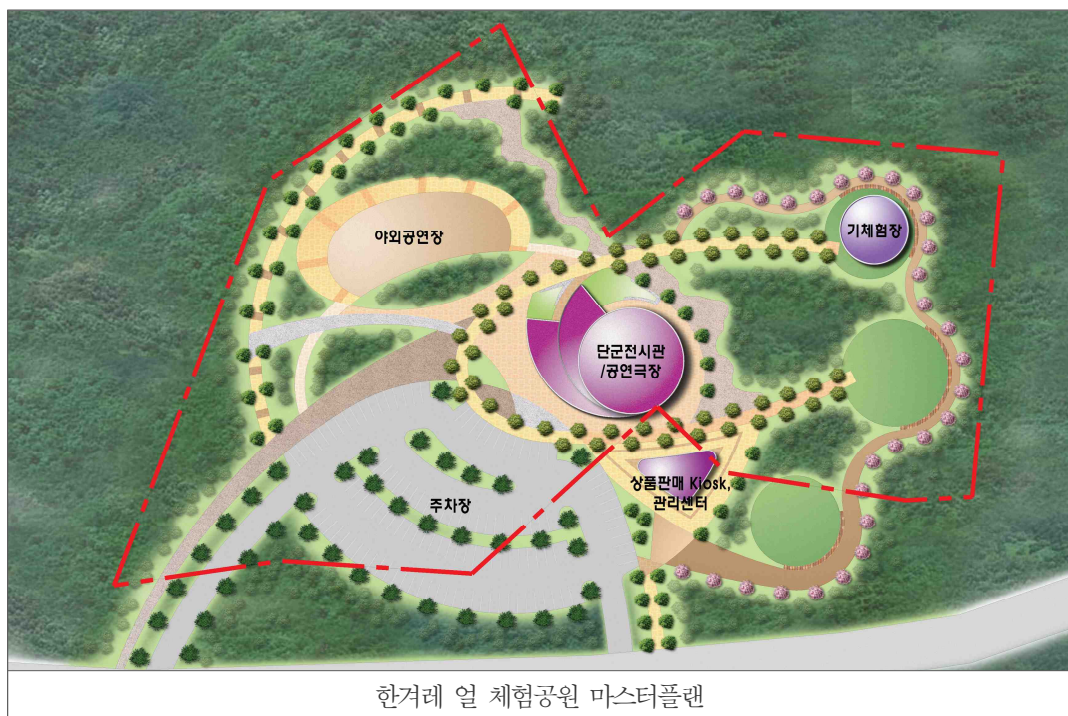 야외공연장
기체험장
단군전시관
/공연극장
상품판매 Kiosk,
관리센터
주차장
한겨레 얼 체험공원 마스터플랜